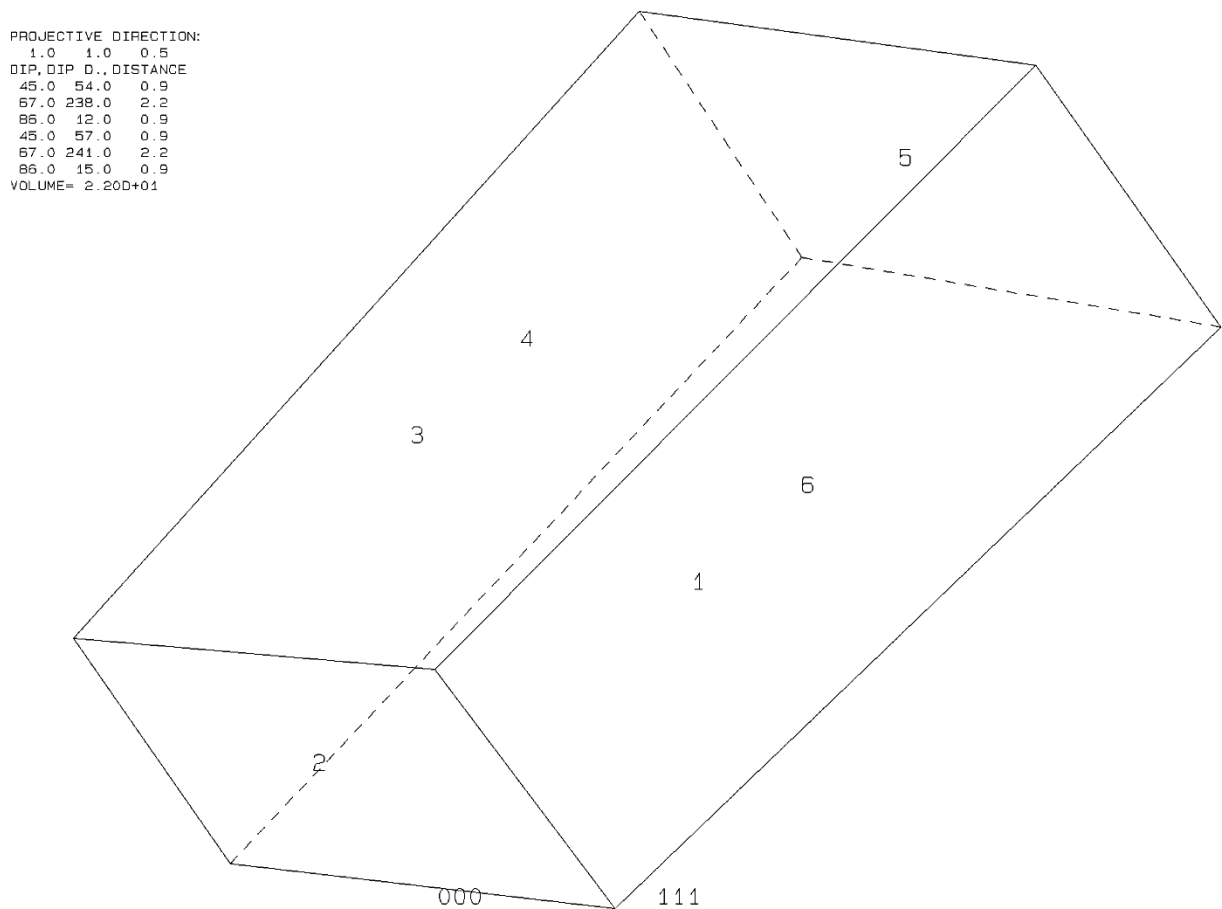 PROJECTIVE DIRECTION:
1.0 1.0 0.5
DIP, DIP D., DISTANCE
45.0 54.0 0.9
67.0 238.0 2.2
86.0 12.0 0.9
45.0 57.0 0.9
67.0 241.0 2.2
86.0 15.0 0.9
VOLUME= 2.20D+01
5
4
3
6
1
2
000 111